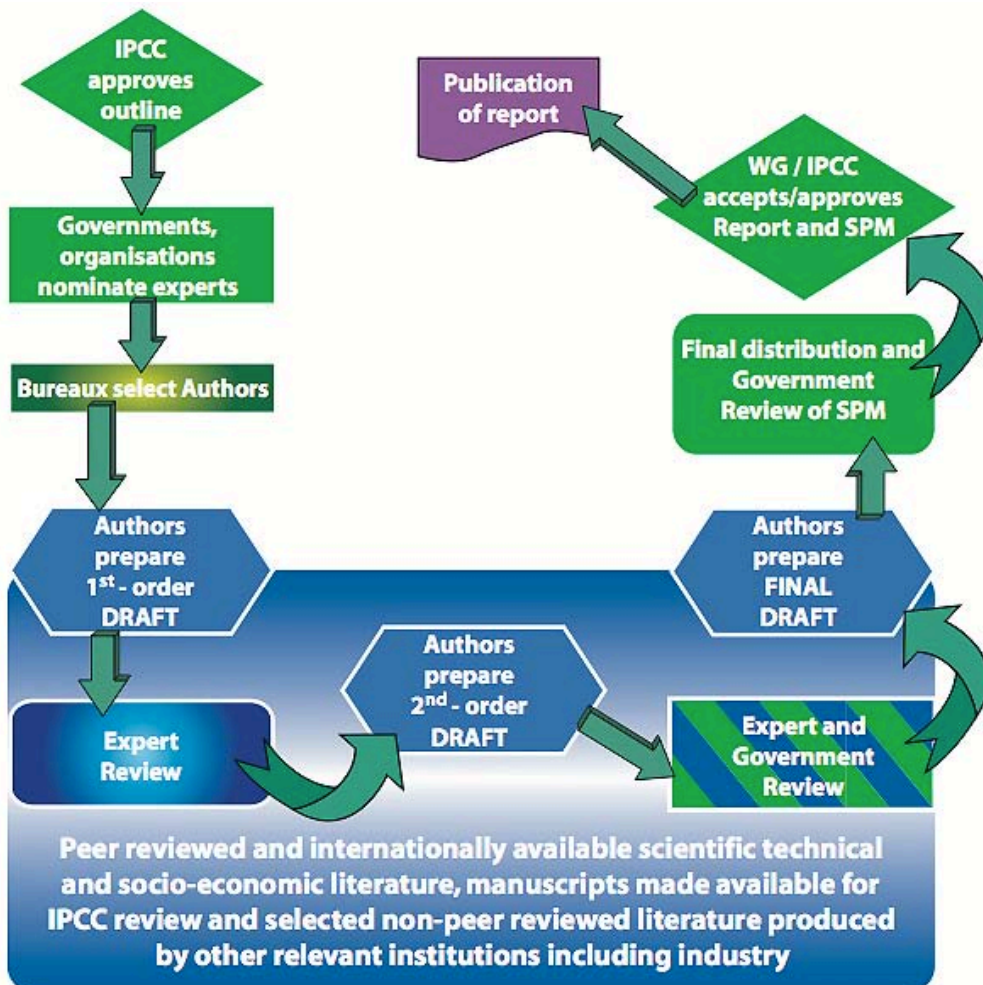 IPCC
approves
outline
Governments,
organisations
nominate experts
Bureaux select Authors
Authors
prepare
1st - order
DRAFT
Expert
Review
Authors
prepare
2nd - order
DRAFT
Expert and
Government
Review
Authors
prepare
FINAL
DRAFT
Final distribution and
Government
Review of SPM
WG / IPCC
accepts/approves
Report and SPM
Publication
of report
Peer reviewed and internationally available scientific technical
and socio-economic literature, manuscripts made available for
IPCC review and selected non-peer reviewed literature produced
by other relevant institutions including industry